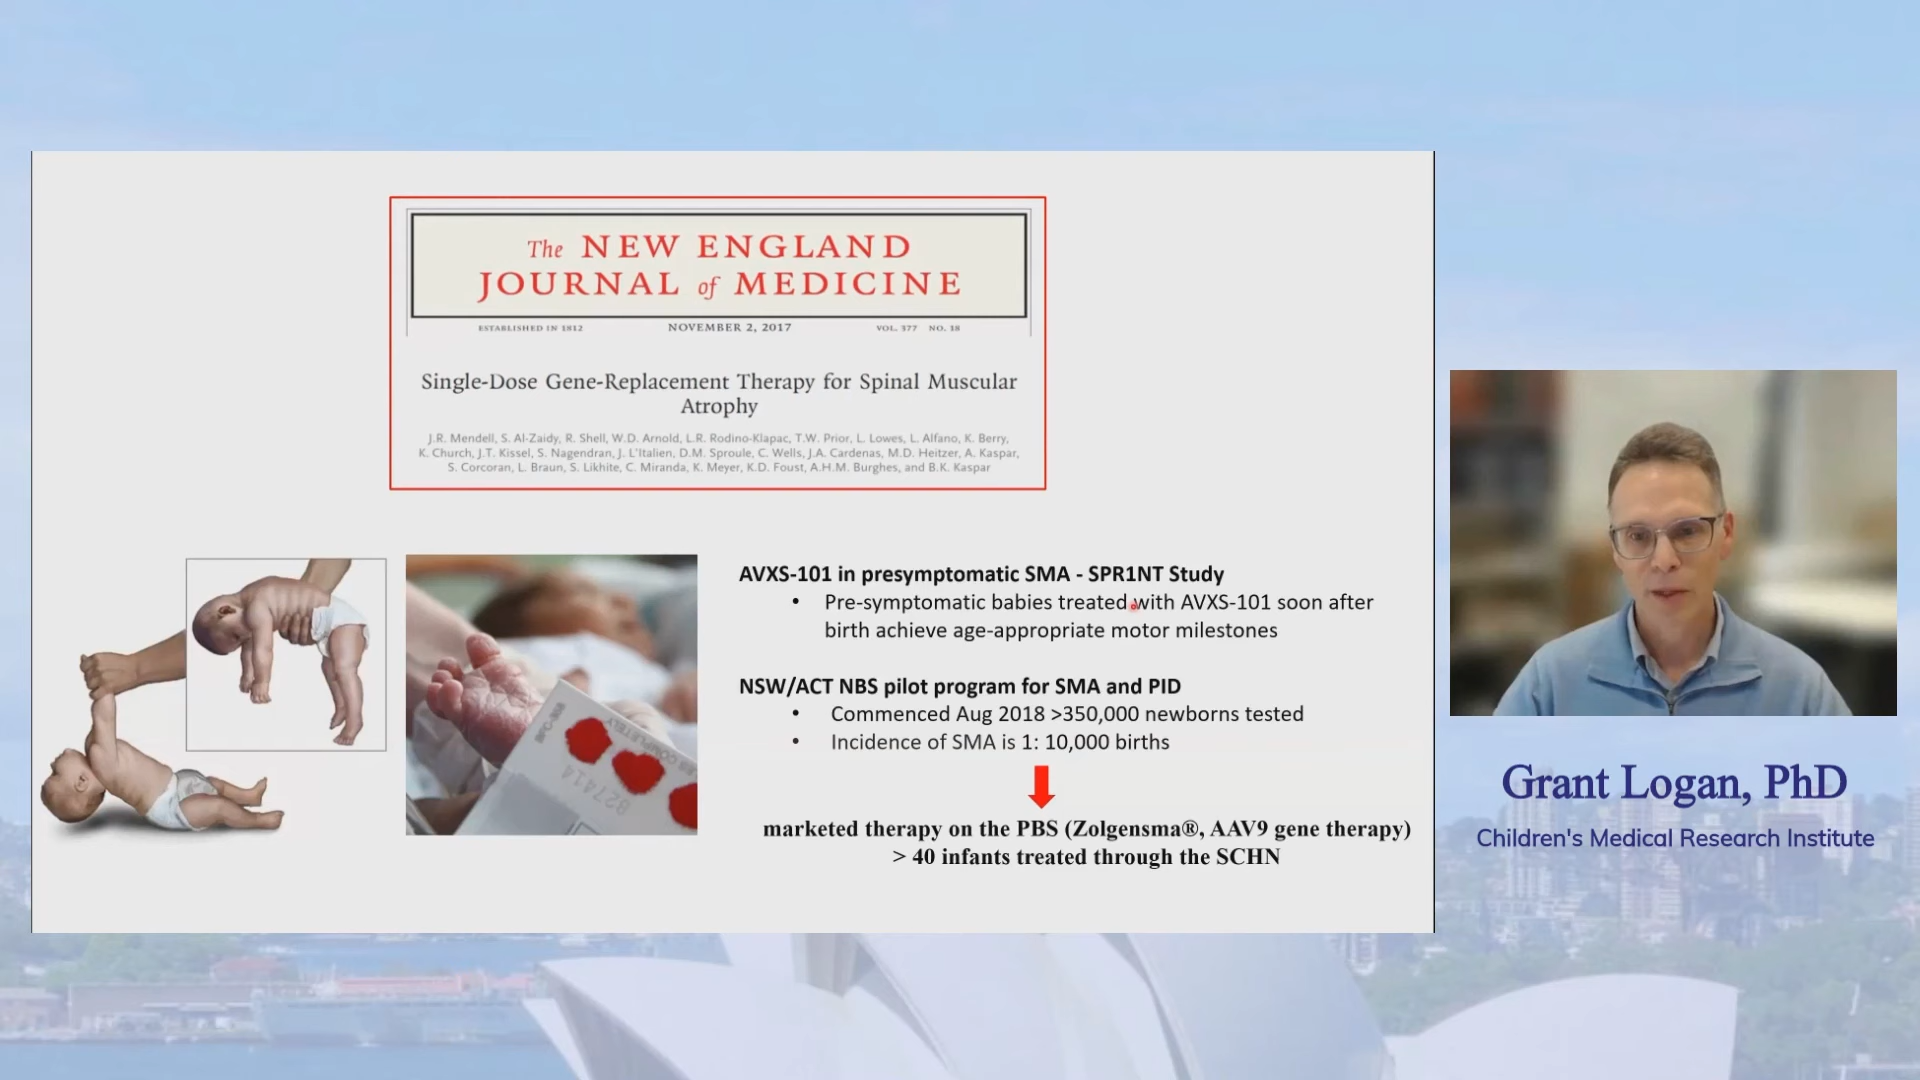 The NEW ENGLAND
JOURNAL of MEDICINE
ESTABLISHED IN 1812 NOVEMBER 2, 2017 VOL. 377 NO. 18
Single-Dose Gene-Replacement Therapy for Spinal Muscular
Atrophy
J.R. Mendell, S. Al-Zaidy, R. Shell, W.D. Arnold, L.R. Rodino-Klapac, T.W. Prior, L. Lowes, L. Alfano, K. Berry,
K. Church, J.T. Kissel, S. Nagendran, J. L'Italien, D.M. Sproule, C. Wells, J.A. Cardenas, M.D. Heitzer, A. Kaspar,
S. Corcoran, L. Braun, S. Likhite, C. Miranda, K. Meyer, K.D. Foust, A.H.M. Burghes, and B.K. Kaspar
AVXS-101 in presymptomatic SMA - SPR1NT Study
• Pre-symptomatic babies treated with AVXS-101 soon after
birth achieve age-appropriate motor milestones
NSW/ACT NBS pilot program for SMA and PID
• Commenced Aug 2018 >350,000 newborns tested
• Incidence of SMA is 1: 10,000 births
marketed therapy on the PBS (Zolgensma®, AAV9 gene therapy)
> 40 infants treated through the SCHN
827414
COMPLETELY
Grant Logan, PhD
Children's Medical Research Institute